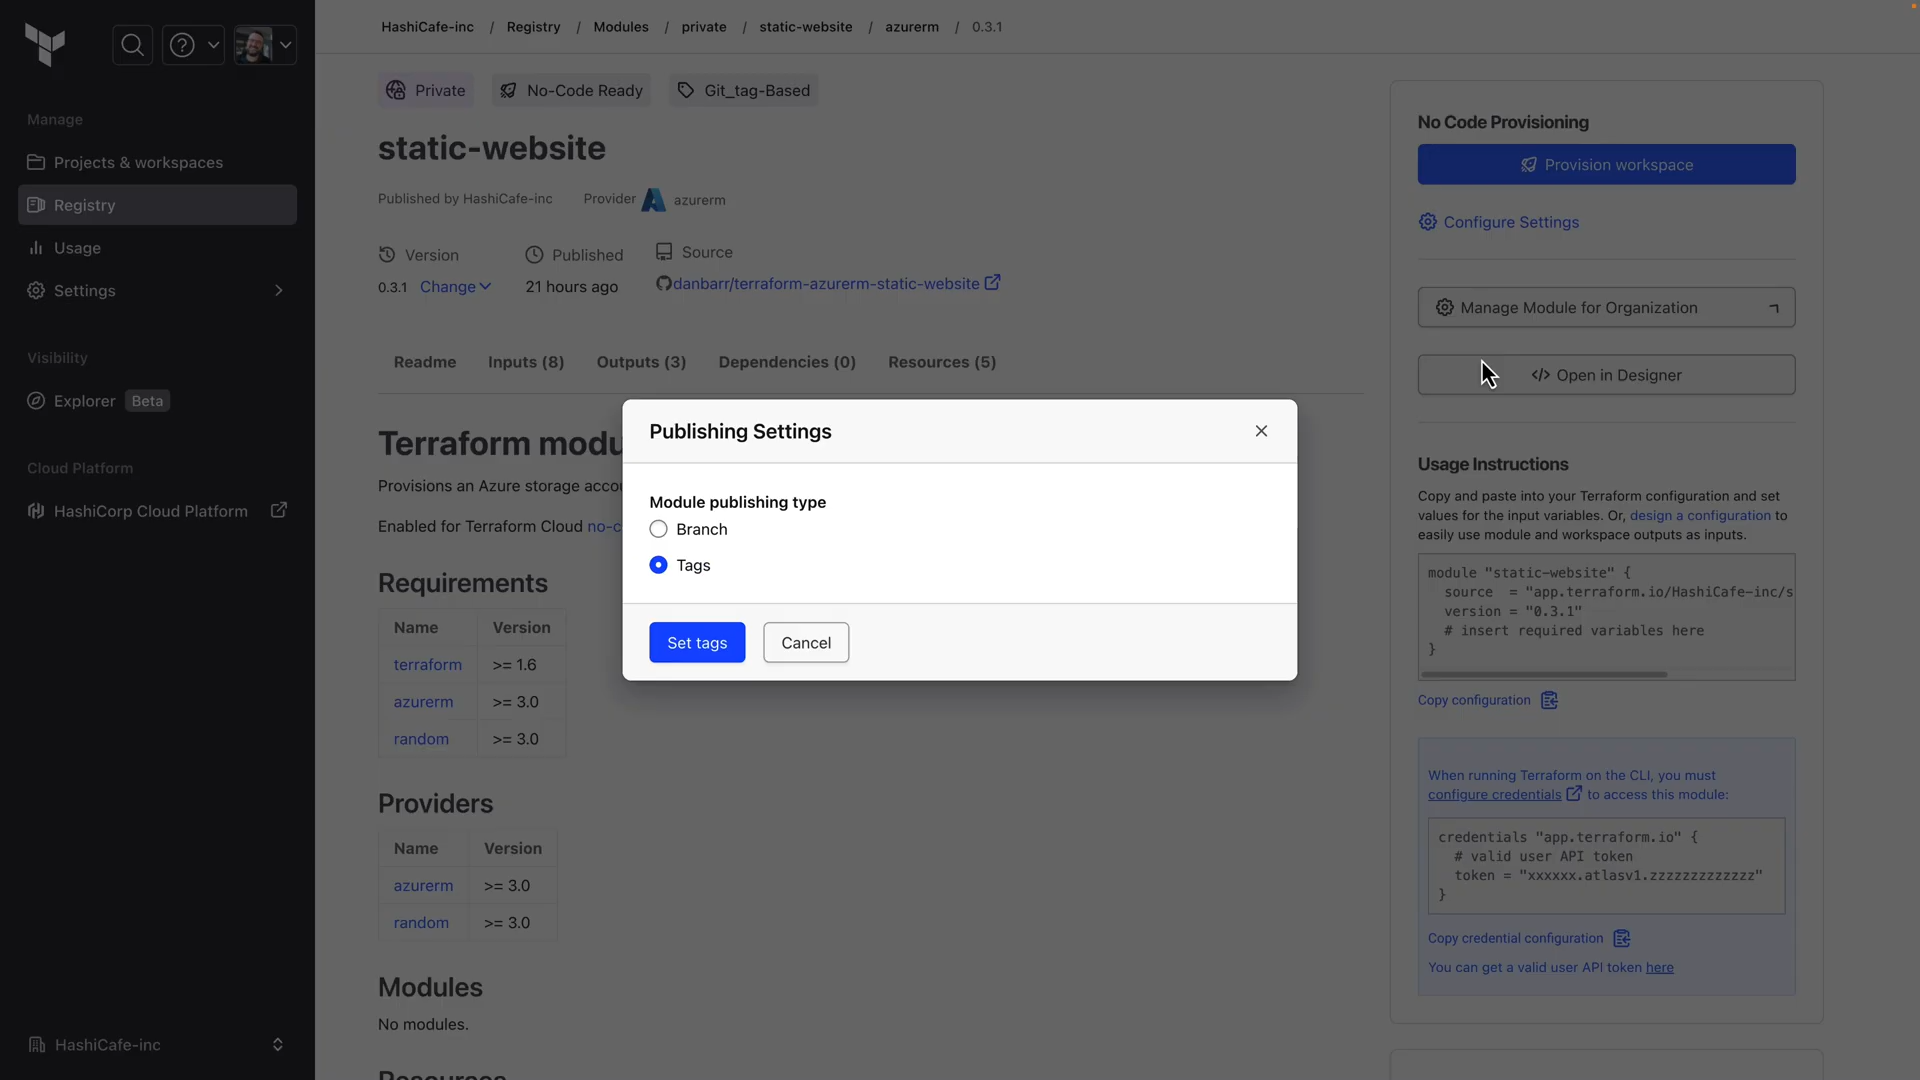 HashiCafe-inc / Registry / Modules / private / static-website / azurerm / 0.3.1
Manage
Projects & workspaces
Registry
Usage
Settings
Visibility
Explorer Beta
Cloud Platform
HashiCorp Cloud Platform
HashiCafe-inc
Private No-Code Ready Git_tag-Based
static-website
Published by HashiCafe-inc Provider azurerm
Version Published Source
0.3.1 Change 21 hours ago danbarr/terraform-azurerm-static-website
Readme Inputs (8) Outputs (3) Dependencies (0) Resources (5)
Terraform modu
Provisions an Azure storage accou
Enabled for Terraform Cloud no-c
Requirements
Name Version
terraform >= 1.6
azurerm >= 3.0
random >= 3.0
Providers
Name Version
azurerm >= 3.0
random >= 3.0
Modules
No modules.
Resources
Publishing Settings
Module publishing type
Branch
Tags
Set tags Cancel
No Code Provisioning
Provision workspace
Configure Settings
Manage Module for Organization
</> Open in Designer
Usage Instructions
Copy and paste into your Terraform configuration and set
values for the input variables. Or, design a configuration to
easily use module and workspace outputs as inputs.
module "static-website" {
source = "app.terraform.io/HashiCafe-inc/s
version = "0.3.1"
# insert required variables here
}
Copy configuration
When running Terraform on the CLI, you must
configure credentials to access this module:
credentials "app.terraform.io" {
# valid user API token
token = "xxxxxx.atlasv1.zzzzzzzzzzzzz"
}
Copy credential configuration
You can get a valid user API token here